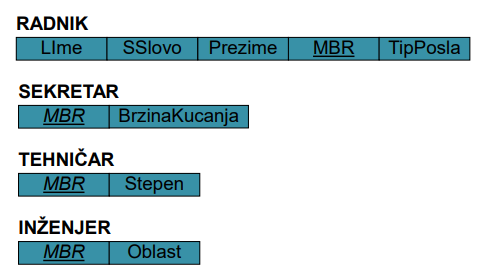 RADNIK
LIme SSlovo Prezime MBR TipPosla
SEKRETAR
MBR BrzinaKucanja
TEHNIČAR
MBR Stepen
INŽENJER
MBR Oblast